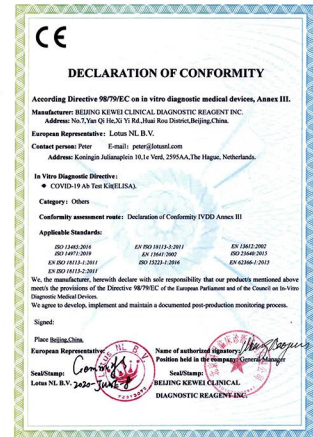 CE
DECLARATION OF CONFORMITY
According Directive 98/79/EC on in vitro diagnostic medical devices, Annex III.
Manufacturer: BEIJING KEWEI CLINICAL DIAGNOSTIC REAGENT INC.
Address: No.7,Yan Qi He,Xi Yi Rd.,Huai Rou District,Beijing,China.
European Representative: Lotus NL B.V.
Contact person: Peter E-mail: peter@lotusnl.com
Address: Koningin Julianaplein 10,1e Verd, 2595AA,The Hague, Netherlands.
In Vitro Diagnostic Directive:
◆ COVID-19 Ab Test Kit(ELISA).
Category: Others
Conformity assessment route: Declaration of Conformity IVDD Annex III
Applicable Standards:
ISO 13485:2016 EN ISO 18113-3:2011 EN 13612:2002
ISO 14971:2019 EN 13641:2002 ISO 23640:2015
EN ISO 18113-1:2011 ISO 15223-1:2016 EN 62366-1:2015
EN ISO 18113-2:2011
We, the manufacturer, herewith declare with sole responsibility that our product/s mentioned above
meet/s the provisions of the Directive 98/79/EC of the European Parliament and of the Council on In-Vitro
Diagnostic Medical Devices.
We agree to develop, implement and maintain a documented post-production monitoring process.
Signed:
Place Beijing,China.
European Representative: Name of authorized signatory:
Position held in the company: General Manager
Seal/Stamp: Seal/Stamp:
Lotus NL B.V. 2020- BEIJING KEWEI CLINICAL
DIAGNOSTIC REAGENT INC.